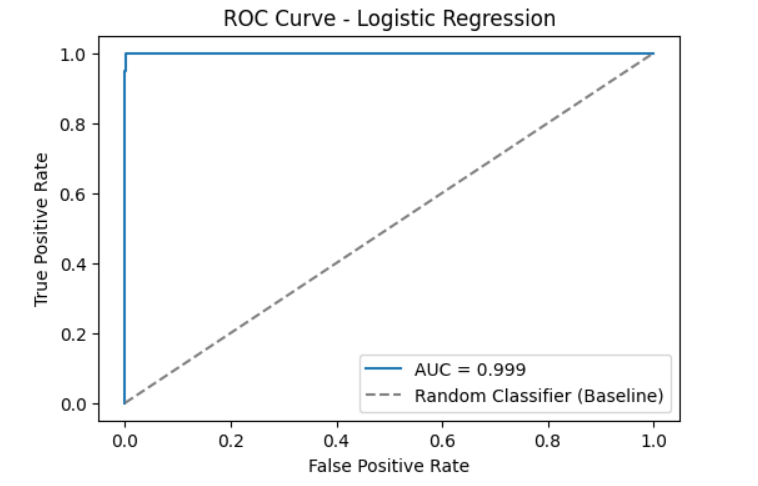 ROC Curve - Logistic Regression
1.0
0.8
0.6
0.4
0.2
0.0
True Positive Rate
AUC = 0.999
Random Classifier (Baseline)
0.0 0.2 0.4 0.6 0.8 1.0
False Positive Rate